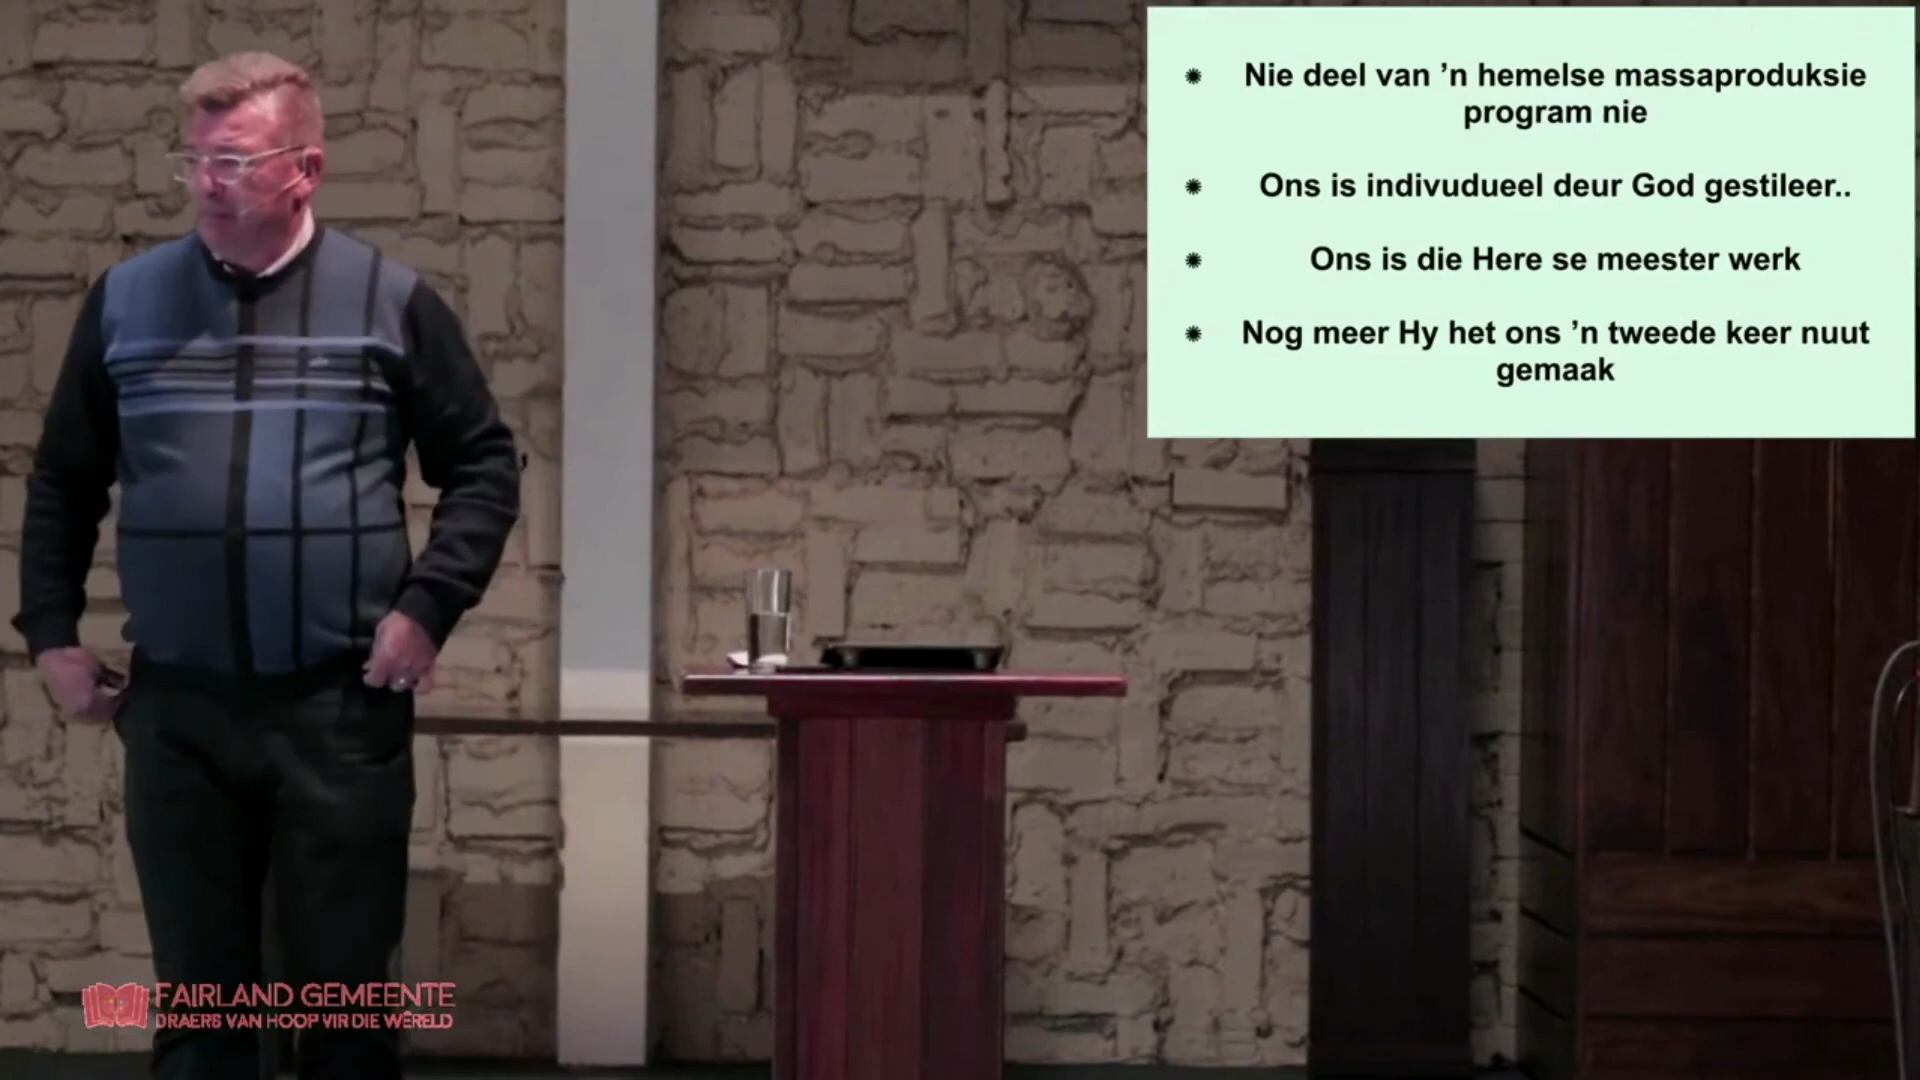 Nie deel van ’n hemelse massaproduksie
program nie
Ons is indivudueel deur God gestileer..
Ons is die Here se meester werk
Nog meer Hy het ons ’n tweede keer nuut
gemaak
FAIRLAND GEMEENTE
DRAERS VAN HOOP VIR DIE WÊRELD